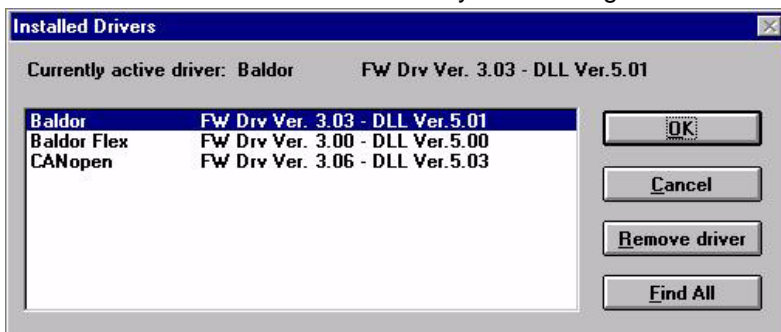 Installed Drivers
Currently active driver: Baldor FW Drv Ver. 3.03 - DLL Ver.5.01
Baldor FW Drv Ver. 3.03 - DLL Ver.5.01
Baldor Flex FW Drv Ver. 3.00 - DLL Ver.5.00
CANopen FW Drv Ver. 3.06 - DLL Ver.5.03
OK
Cancel
Remove driver
Find All